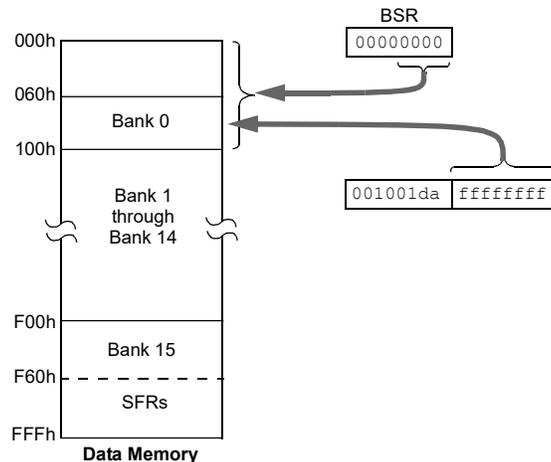 BSR
000h
00000000
060h
Bank 0
100h
001001da ffffffff
Bank 1
through
Bank 14
F00h
Bank 15
F60h
SFRs
FFFh
Data Memory